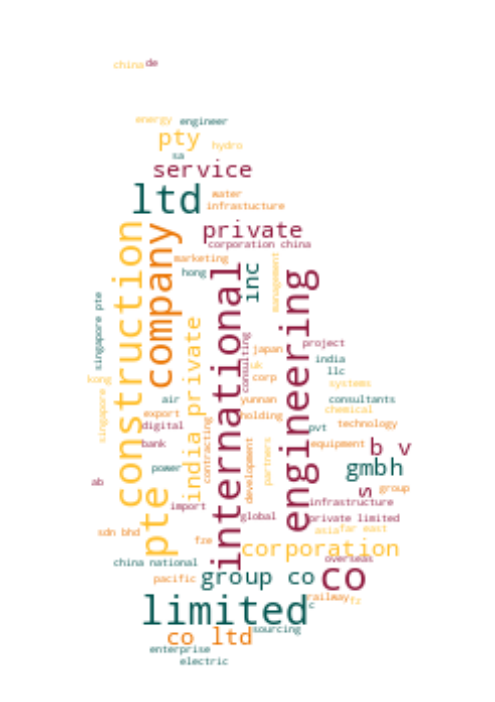 china de
energy engineer
pty
hydro
sa
service
water
ltd
infrastucture
construction
company
private
corporation china
marketing
management
hong
inc
international
engineering
singapore pte
india private
consulting
project
japan
india
uk
llc
kong
corp
systems
singapore
air
yunnan
consultants
export
holding
chemical
digital
contracting
pvt
technology
bank
development
partners
equipment
b v
power
gmbh
ab
s
group
pte
import
infrastructure
global
private limited
sdn bhd
fze
asia
far east
corporation
china national
overseas
pacific
group co
co
limited
railway
fz
c
co ltd
sourcing
enterprise
electric